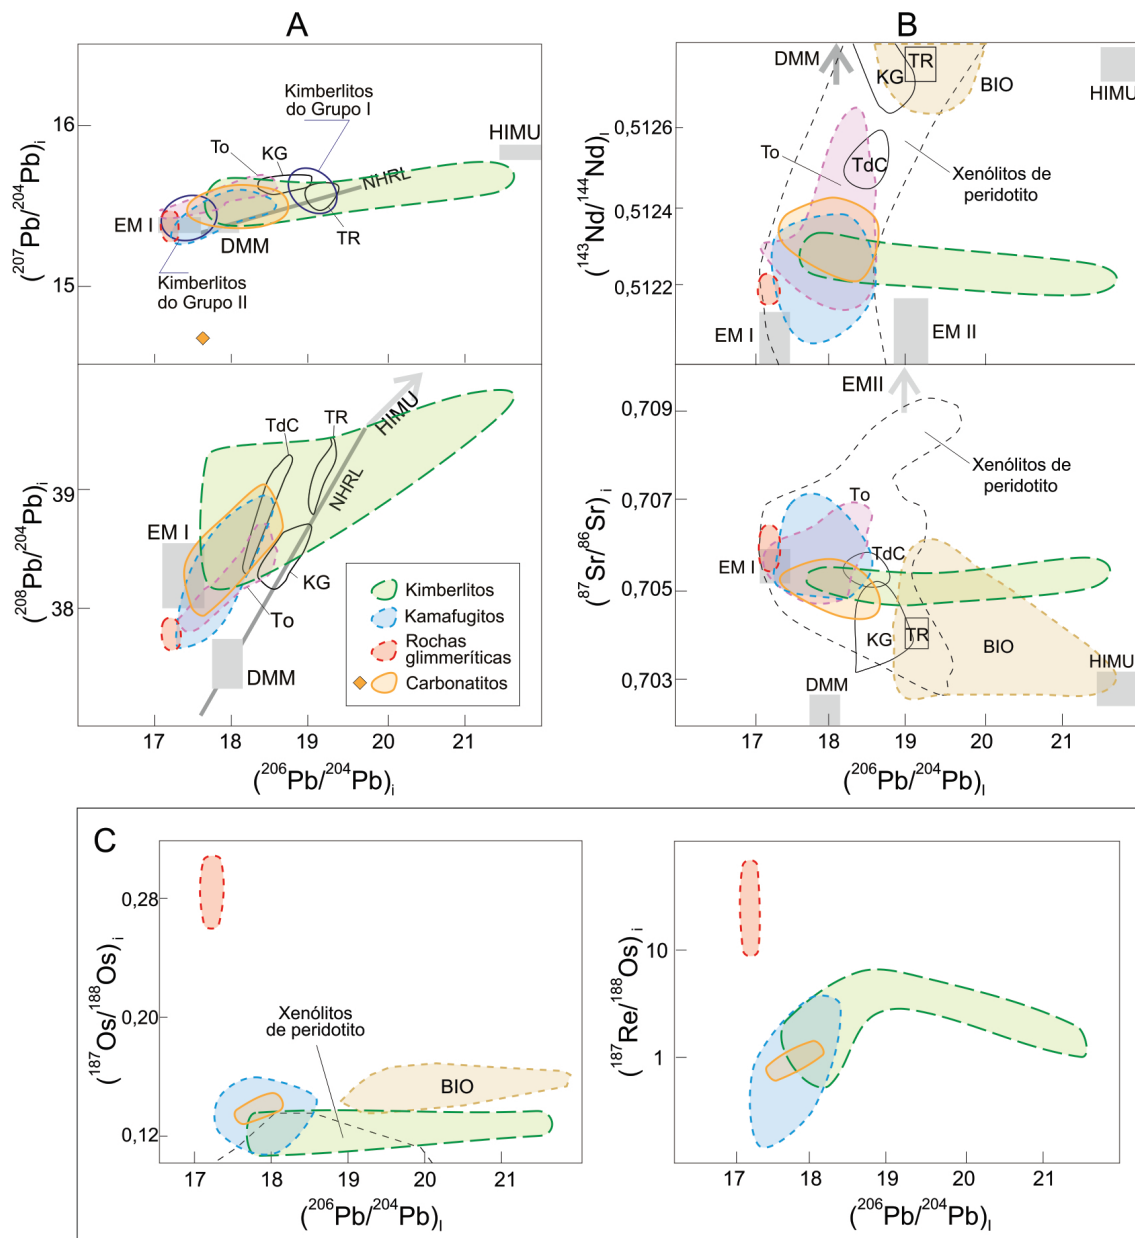 A
B
16
15
(207Pb/204Pb)i
Kimberlitos
do Grupo I
To
KG
HIMU
NHRL
EM I
DMM
TR
Kimberlitos
do Grupo II
DMM
KG
TR
BIO
HIMU
0,5126
0,5124
0,5122
(143Nd/144Nd)i
To
TdC
Xenólitos de
peridotito
EM I
EM II
39
38
(208Pb/204Pb)i
TdC
TR
HIMU
NHRL
EM I
KG
To
DMM
Kimberlitos
Kamafugitos
Rochas
glimmeríticas
Carbonatitos
17
18
19
20
21
(206Pb/204Pb)i
EMII
0,709
0,707
0,705
0,703
(87Sr/86Sr)i
Xenólitos de
peridotito
To
TdC
EM I
KG
TR
BIO
HIMU
DMM
17
18
19
20
21
(206Pb/204Pb)I
C
0,28
0,20
0,12
(187Os/188Os)i
Xenólitos
de peridotito
BIO
17
18
19
20
21
(206Pb/204Pb)I
10
1
(187Re/188Os)i
17
18
19
20
21
(206Pb/204Pb)I